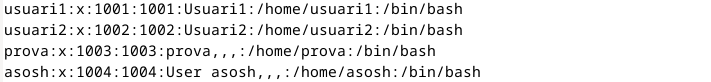 usuari1:x:1001:1001:Usuari1:/home/usuari1:/bin/bash
usuari2:x:1002:1002:Usuari2:/home/usuari2:/bin/bash
prova:x:1003:1003:prova,,,:/home/prova:/bin/bash
asosh:x:1004:1004:User asosh,,,:/home/asosh:/bin/bash